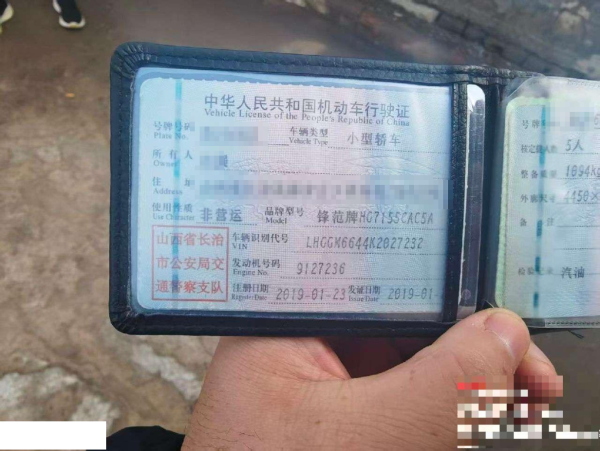 中华人民共和国机动车行驶证
Vehicle License of the People's Republic of China
号牌号码
Plate No.
车辆类型 小型轿车
Vehicle Type
所有人
Owner
住 址
Address
使用性质 非营运 品牌型号 锋范牌HG7155CAC5A
Use Character Model
山西省长治
市公安局交
通警察支队
车辆识别代号 LHGGK6644K2027232
VIN
发动机号码 9127236
Engine No.
注册日期 2019-01-23 发证日期 2019-01-
Register Date Issue Date
号牌号
核定载人数 5人
整备质量 1094kg
外廓尺寸 4450×
备 注
检验记录 汽油